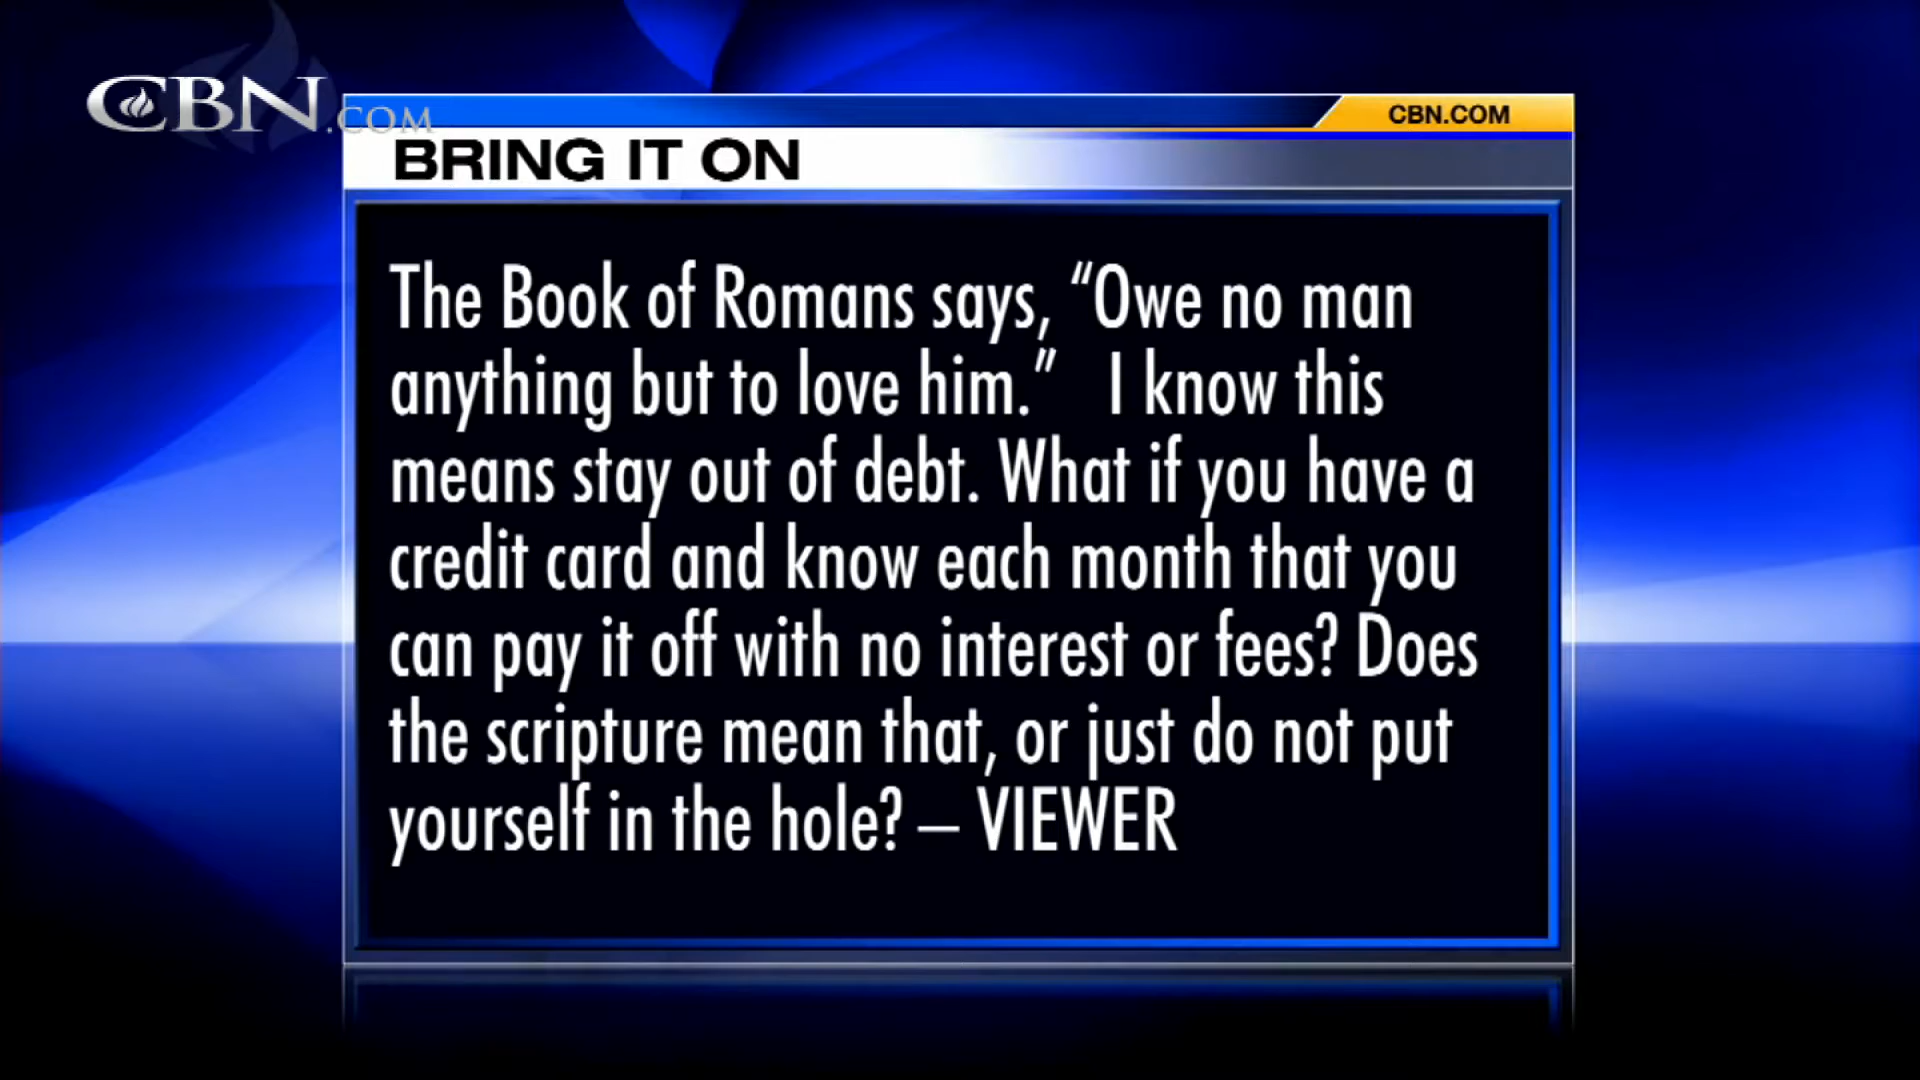 CBN.COM
CBN.COM
BRING IT ON
The Book of Romans says, “Owe no man
anything but to love him.” I know this
means stay out of debt. What if you have a
credit card and know each month that you
can pay it off with no interest or fees? Does
the scripture mean that, or just do not put
yourself in the hole? – VIEWER